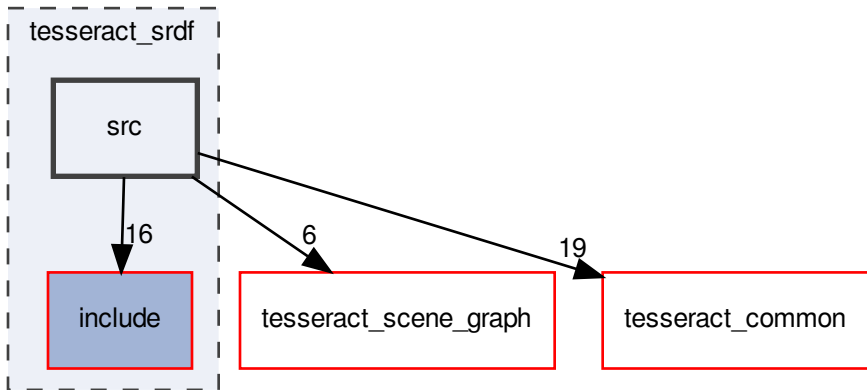 tesseract_srdf
src
16
6
19
include
tesseract_scene_graph
tesseract_common